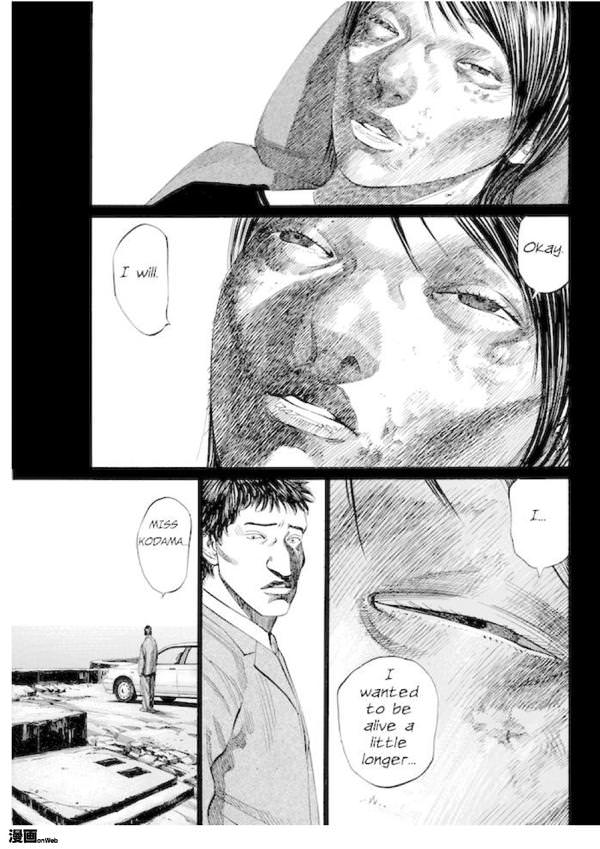 Okay.
I will.
I...
I
wanted
to be
alive a
little
longer...
MISS
KODAMA...
漫画onWeb